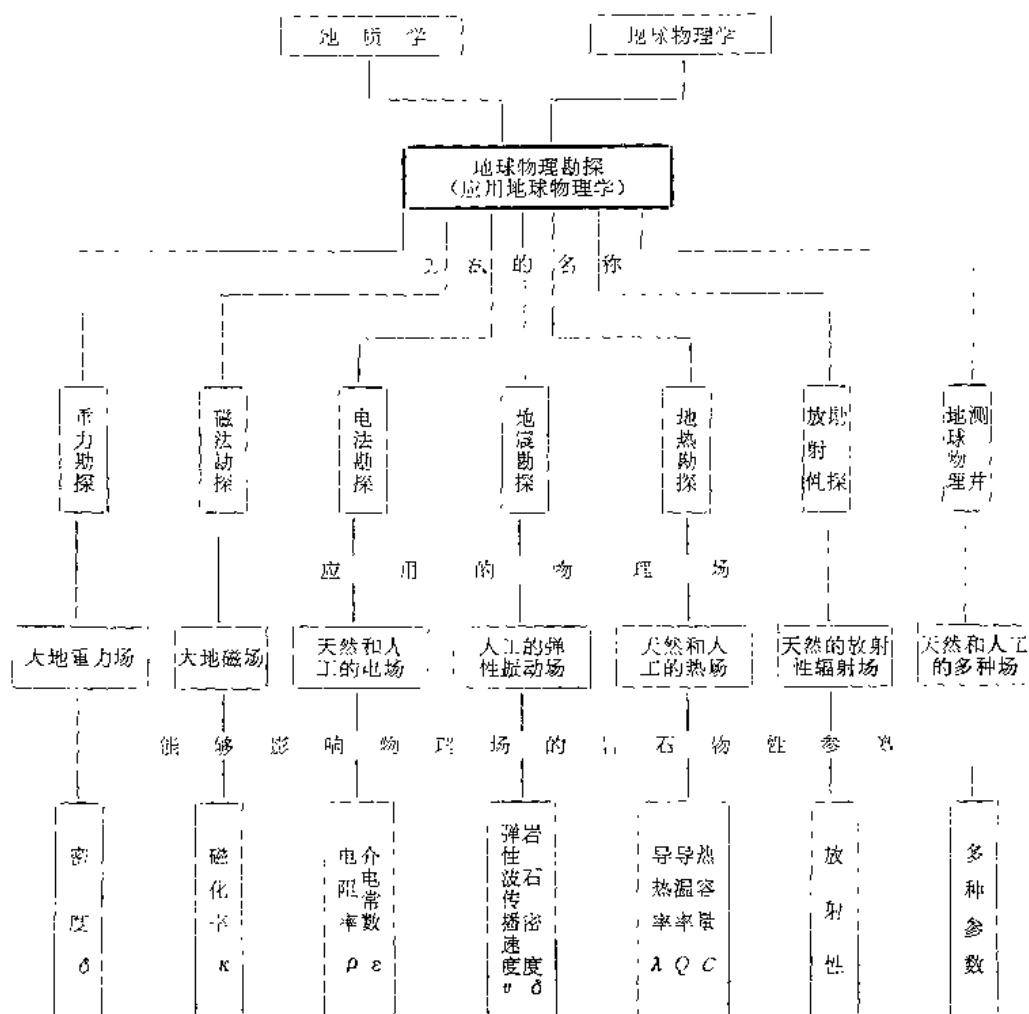 地质学
地球物理学
地球物理勘探
(应用地球物理学)
方法的名称
重力勘探
磁法勘探
电法勘探
地震勘探
地热勘探
放射性勘探
地球物理测井
应用的物理场
大地重力场
大地磁场
天然和人
工的电场
人工的弹
性振动场
天然和人
工的热场
天然的放射
性辐射场
天然和人工
的多种场
能够影响物理场的岩石物性参数
密度 δ
磁化率 κ
电阻率 ρ
介电常数 ε
弹性波传播速度 v
岩石密度 δ
导热率 λ
导温率 Q
热容量 C
放射性
多种参数